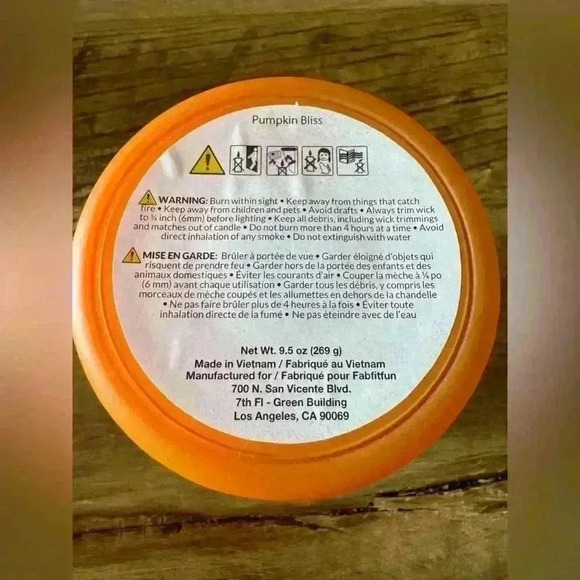 Pumpkin Bliss
WARNING: Burn within sight • Keep away from things that catch
fire • Keep away from children and pets • Avoid drafts • Always trim wick
to ¼ inch (6mm) before lighting • Keep all debris, including wick trimmings
and matches out of candle • Do not burn more than 4 hours at a time • Avoid
direct inhalation of any smoke • Do not extinguish with water
MISE EN GARDE: Brûler à portée de vue • Garder éloigné d'objets qui
risquent de prendre feu • Garder hors de la portée des enfants et des
animaux domestiques • Éviter les courants d'air • Couper la mèche à ¼ po
(6 mm) avant chaque utilisation • Garder tous les débris, y compris les
morceaux de mèche coupés et les allumettes en dehors de la chandelle
• Ne pas faire brûler plus de 4 heures à la fois • Éviter toute
inhalation directe de la fumé • Ne pas éteindre avec de l'eau
Net Wt. 9.5 oz (269 g)
Made in Vietnam / Fabriqué au Vietnam
Manufactured for / Fabriqué pour Fabfitfun
700 N. San Vicente Blvd.
7th Fl - Green Building
Los Angeles, CA 90069